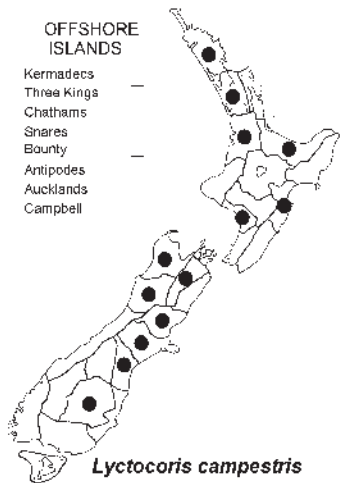 OFFSHORE
ISLANDS
Kermadecs
Three Kings
Chathams
Snares
Bounty
Antipodes
Aucklands
Campbell
Lyctocoris campestris